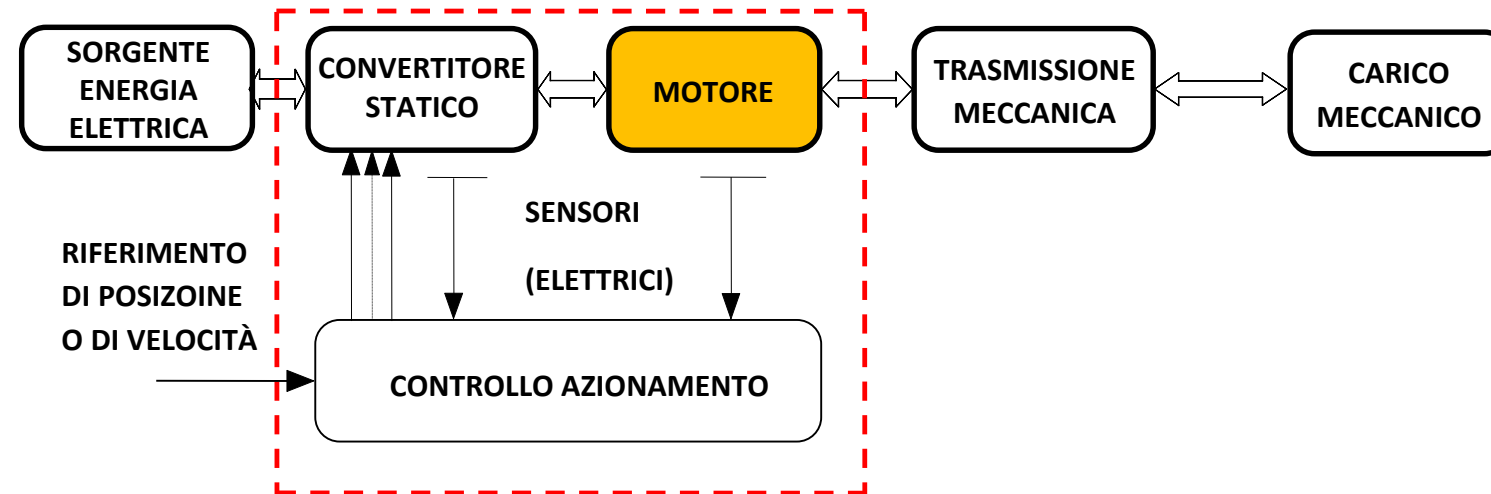 SORGENTE
ENERGIA
ELETTRICA
CONVERTITORE
STATICO
MOTORE
TRASMISSIONE
MECCANICA
CARICO
MECCANICO
SENSORI
(ELETTRICI)
RIFERIMENTO
DI POSIZOINE
O DI VELOCITÀ
CONTROLLO AZIONAMENTO